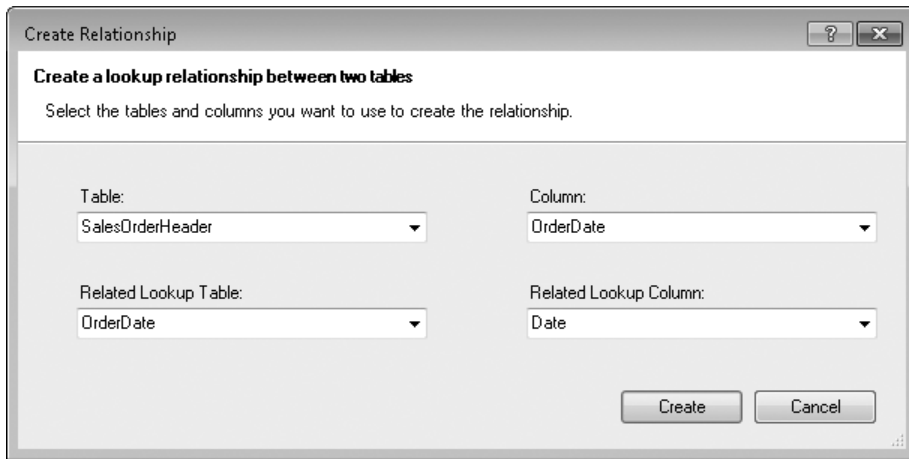 Create Relationship
Create a lookup relationship between two tables
Select the tables and columns you want to use to create the relationship.
Table:
Column:
SalesOrderHeader
OrderDate
Related Lookup Table:
Related Lookup Column:
OrderDate
Date
Create
Cancel